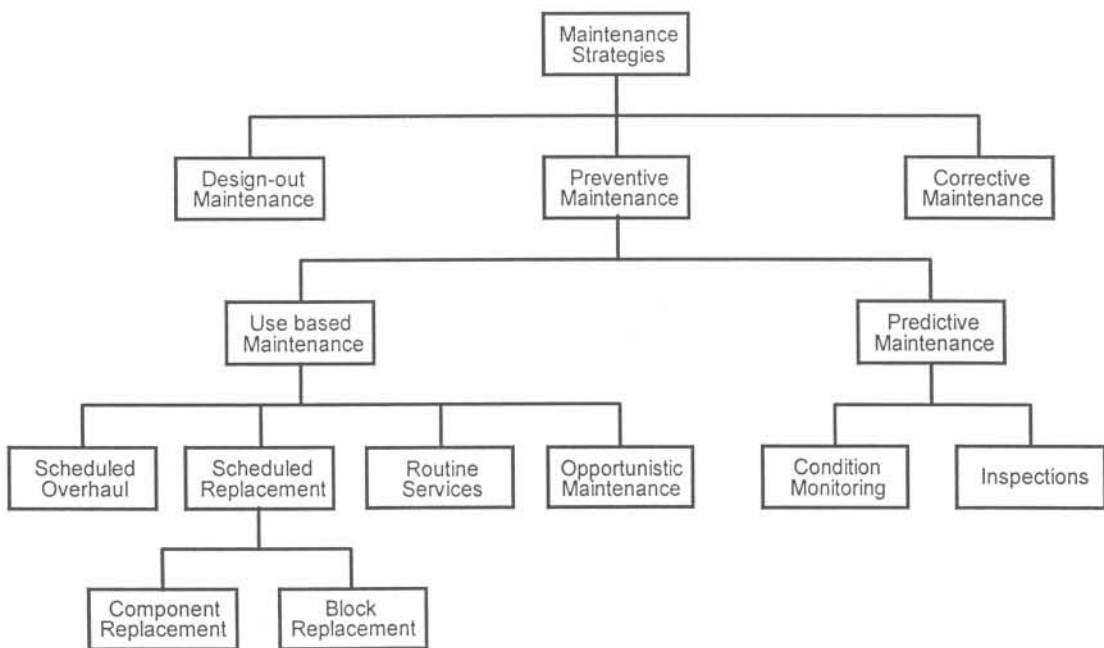 Maintenance
Strategies
Design-out
Maintenance
Preventive
Maintenance
Corrective
Maintenance
Use based
Maintenance
Predictive
Maintenance
Scheduled
Overhaul
Scheduled
Replacement
Routine
Services
Opportunistic
Maintenance
Condition
Monitoring
Inspections
Component
Replacement
Block
Replacement